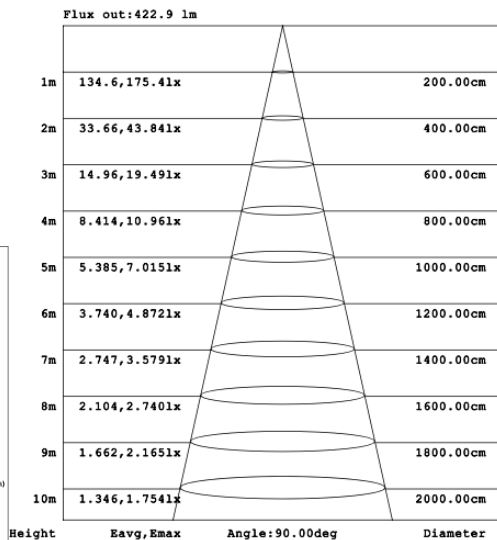 Flux out:422.9 lm
1m 134.6,175.4lx 200.00cm
2m 33.66,43.84lx 400.00cm
3m 14.96,19.49lx 600.00cm
4m 8.414,10.96lx 800.00cm
5m 5.385,7.015lx 1000.00cm
6m 3.740,4.872lx 1200.00cm
7m 2.747,3.579lx 1400.00cm
8m 2.104,2.740lx 1600.00cm
9m 1.662,2.165lx 1800.00cm
10m 1.346,1.754lx 2000.00cm
Height Eavg,Emax Angle:90.00deg Diameter